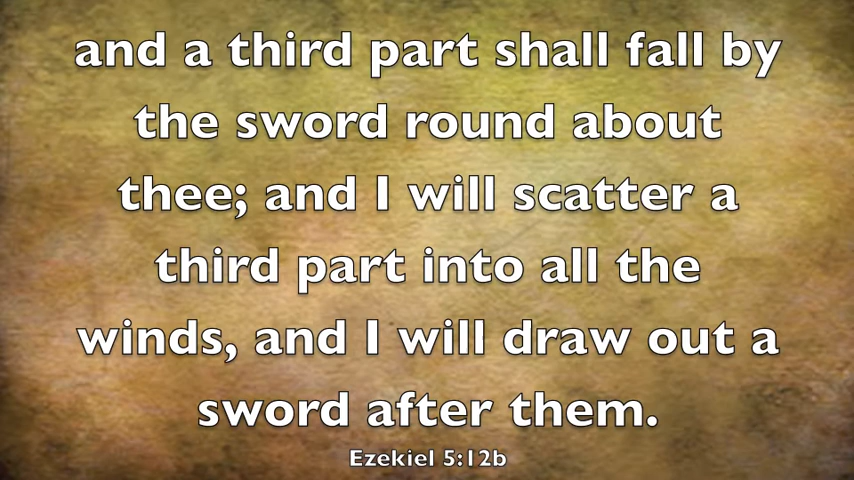 and a third part shall fall by
the sword round about
thee; and I will scatter a
third part into all the
winds, and I will draw out a
sword after them.
Ezekiel 5:12b